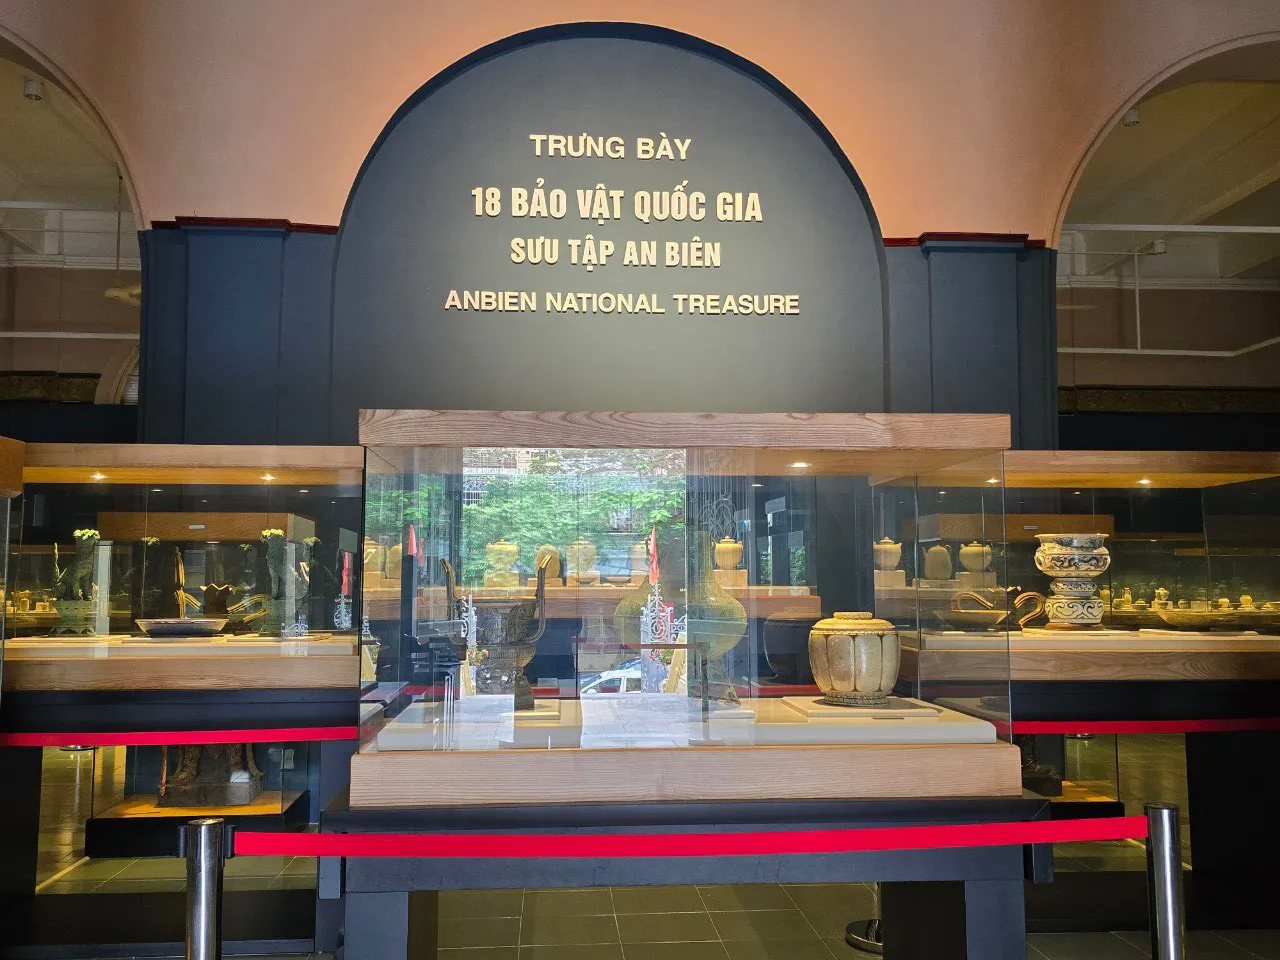 TRƯNG BÀY
18 BẢO VẬT QUỐC GIA
SƯU TẬP AN BIÊN
ANBIEN NATIONAL TREASURE